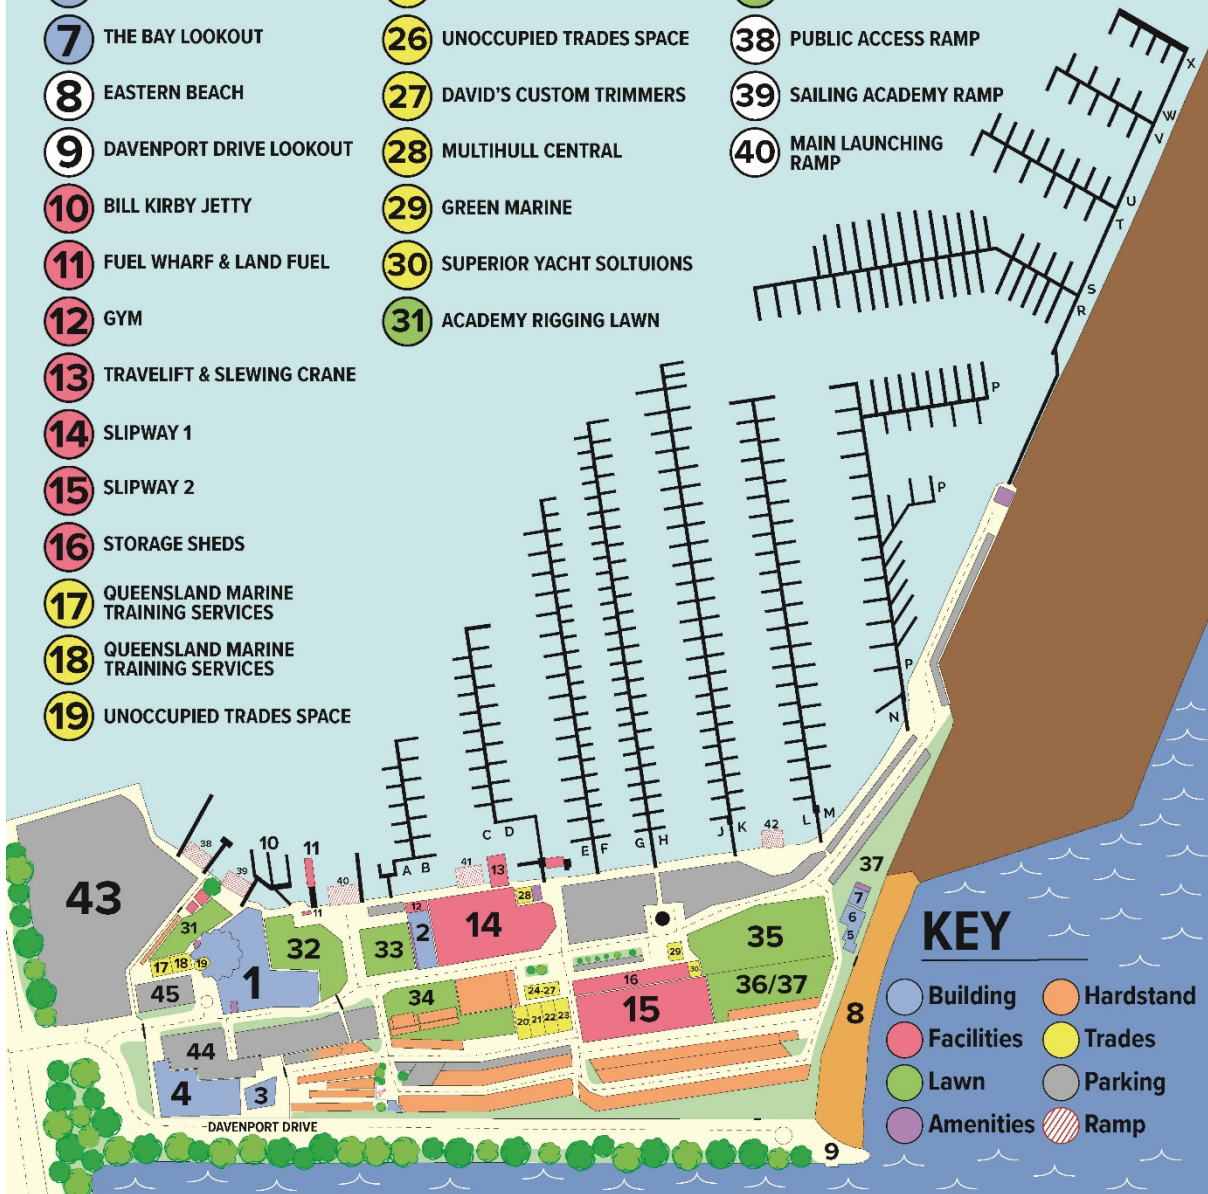 7 THE BAY LOOKOUT
8 EASTERN BEACH
9 DAVENPORT DRIVE LOOKOUT
10 BILL KIRBY JETTY
11 FUEL WHARF & LAND FUEL
12 GYM
13 TRAVELIFT & SLEWING CRANE
14 SLIPWAY 1
15 SLIPWAY 2
16 STORAGE SHEDS
17 QUEENSLAND MARINE
TRAINING SERVICES
18 QUEENSLAND MARINE
TRAINING SERVICES
19 UNOCCUPIED TRADES SPACE
26 UNOCCUPIED TRADES SPACE
27 DAVID'S CUSTOM TRIMMERS
28 MULTIHULL CENTRAL
29 GREEN MARINE
30 SUPERIOR YACHT SOLTUIONS
31 ACADEMY RIGGING LAWN
38 PUBLIC ACCESS RAMP
39 SAILING ACADEMY RAMP
40 MAIN LAUNCHING
RAMP
X
W
V
U
T
S
R
P
P
P
N
M
L
42
K
J
H
G
F
E
D
C
B
A
41
13
28
11
40
10
38
39
43
31
17 18 19
45
1
11
32
33
12
2
14
34
24-27
20 21 22 23
16
15
29
30
35
36/37
37
7
6
5
8
44
4
3
DAVENPORT DRIVE
9
KEY
Building
Hardstand
Facilities
Trades
Lawn
Parking
Amenities
Ramp